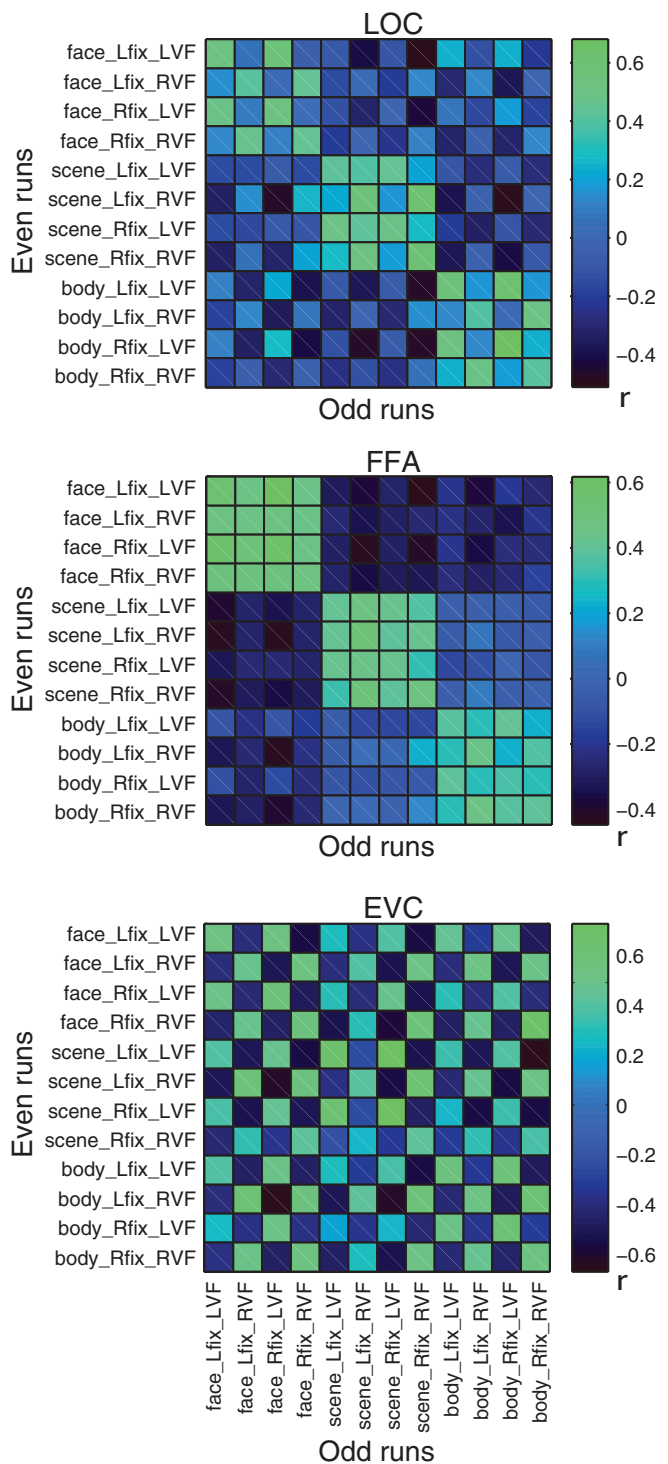 LOC
Even runs
face_Lfix_LVF
face_Lfix_RVF
face_Rfix_LVF
face_Rfix_RVF
scene_Lfix_LVF
scene_Lfix_RVF
scene_Rfix_LVF
scene_Rfix_RVF
body_Lfix_LVF
body_Lfix_RVF
body_Rfix_LVF
body_Rfix_RVF
Odd runs
0.6
0.4
0.2
0
−0.2
−0.4
r
FFA
Even runs
face_Lfix_LVF
face_Lfix_RVF
face_Rfix_LVF
face_Rfix_RVF
scene_Lfix_LVF
scene_Lfix_RVF
scene_Rfix_LVF
scene_Rfix_RVF
body_Lfix_LVF
body_Lfix_RVF
body_Rfix_LVF
body_Rfix_RVF
Odd runs
0.6
0.4
0.2
0
−0.2
−0.4
r
EVC
Even runs
face_Lfix_LVF
face_Lfix_RVF
face_Rfix_LVF
face_Rfix_RVF
scene_Lfix_LVF
scene_Lfix_RVF
scene_Rfix_LVF
scene_Rfix_RVF
body_Lfix_LVF
body_Lfix_RVF
body_Rfix_LVF
body_Rfix_RVF
0.6
0.4
0.2
0
−0.2
−0.4
−0.6
r
face_Lfix_LVF
face_Lfix_RVF
face_Rfix_LVF
face_Rfix_RVF
scene_Lfix_LVF
scene_Lfix_RVF
scene_Rfix_LVF
scene_Rfix_RVF
body_Lfix_LVF
body_Lfix_RVF
body_Rfix_LVF
body_Rfix_RVF
Odd runs